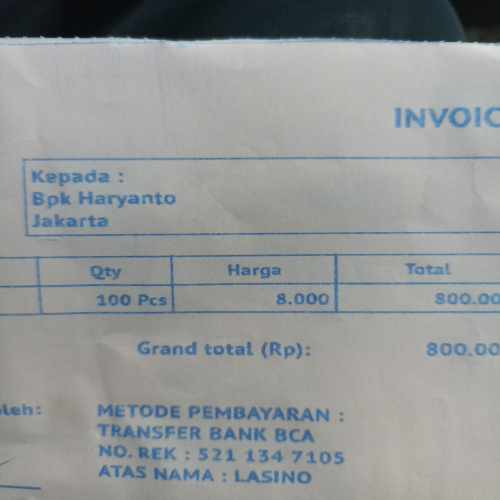 INVOIC
Kepada :
Bpk Haryanto
Jakarta
Qty Harga Total
100 Pcs 8.000 800.00
Grand total (Rp): 800.00
oleh: METODE PEMBAYARAN :
TRANSFER BANK BCA
NO. REK : 521 134 7105
ATAS NAMA : LASINO